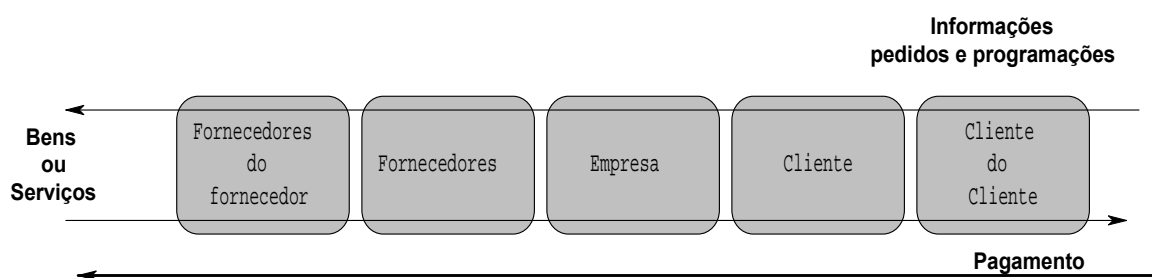 Informações
pedidos e programações
Bens
ou
Serviços
Fornecedores
do
fornecedor
Fornecedores
Empresa
Cliente
Cliente
do
Cliente
Pagamento